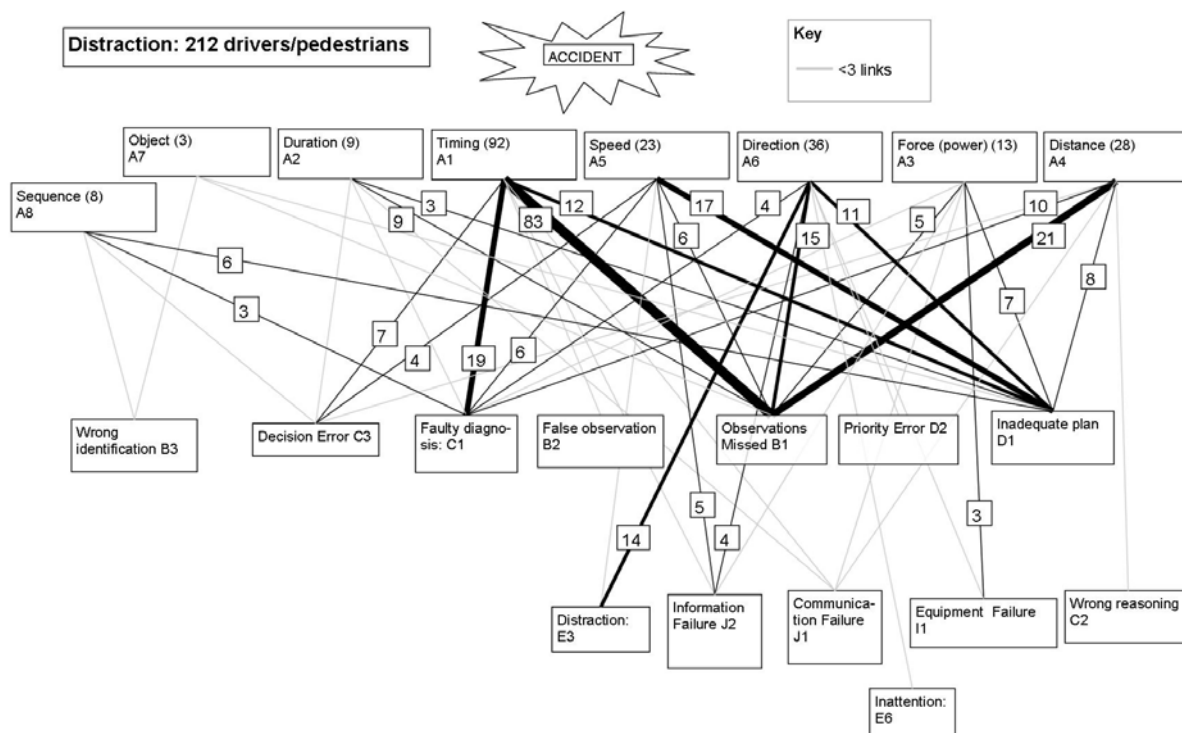 Distraction: 212 drivers/pedestrians
ACCIDENT
Key
<3 links
Object (3)
A7
Duration (9)
A2
Timing (92)
A1
Speed (23)
A5
Direction (36)
A6
Force (power) (13)
A3
Distance (28)
A4
Sequence (8)
A8
9
3
83
12
6
17
4
15
11
5
10
21
6
3
7
4
19
6
7
8
Wrong
identification B3
Decision Error C3
Faulty diagno-
sis: C1
False observation
B2
Observations
Missed B1
Priority Error D2
Inadequate plan
D1
14
5
4
3
Distraction:
E3
Information
Failure J2
Communica-
tion Failure
J1
Equipment Failure
I1
Wrong reasoning
C2
Inattention:
E6